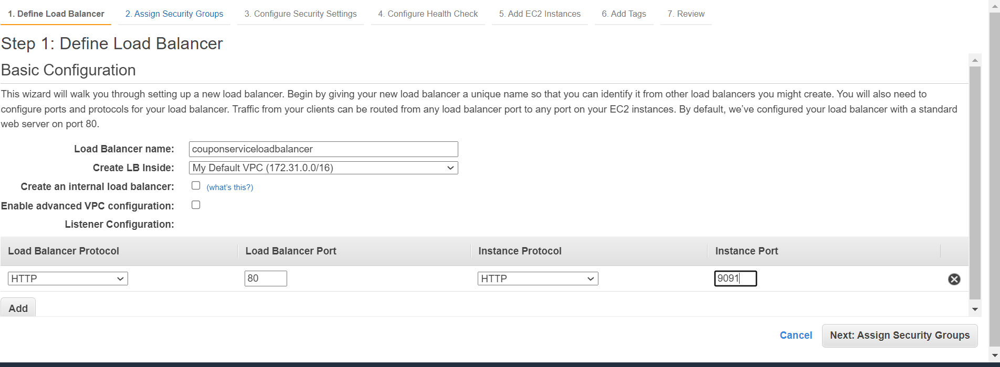 1. Define Load Balancer 2. Assign Security Groups 3. Configure Security Settings 4. Configure Health Check 5. Add EC2 Instances 6. Add Tags 7. Review
Step 1: Define Load Balancer
Basic Configuration
This wizard will walk you through setting up a new load balancer. Begin by giving your new load balancer a unique name so that you can identify it from other load balancers you might create. You will also need to
configure ports and protocols for your load balancer. Traffic from your clients can be routed from any load balancer port to any port on your EC2 instances. By default, we've configured your load balancer with a standard
web server on port 80.
Load Balancer name: couponserviceloadbalancer
Create LB Inside: My Default VPC (172.31.0.0/16)
Create an internal load balancer: (what's this?)
Enable advanced VPC configuration:
Listener Configuration:
Load Balancer Protocol Load Balancer Port Instance Protocol Instance Port
HTTP 80 HTTP 9091
Add
Cancel Next: Assign Security Groups